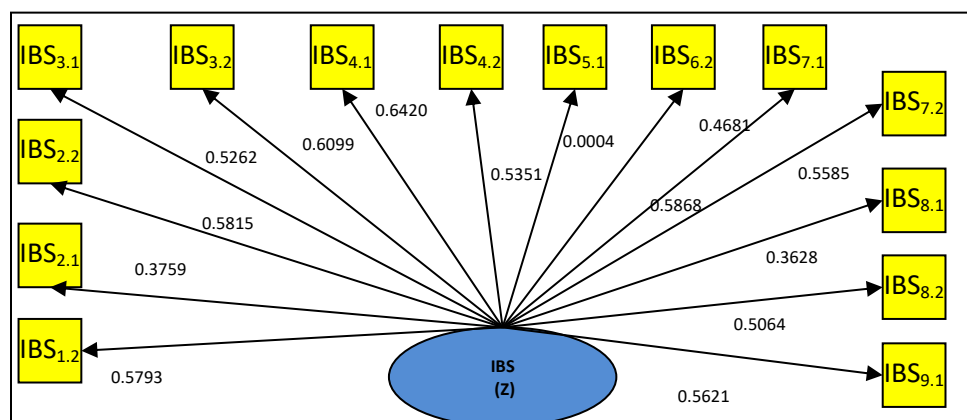 IBS3.1
IBS3.2
IBS4.1
IBS4.2
IBS5.1
IBS6.2
IBS7.1
IBS7.2
0.6420
0.4681
0.6099
0.0004
0.5262
0.5351
0.5585
IBS2.2
0.5868
IBS8.1
0.5815
IBS2.1
0.3759
0.3628
IBS8.2
0.5064
IBS1.2
IBS
(Z)
IBS9.1
0.5793
0.5621